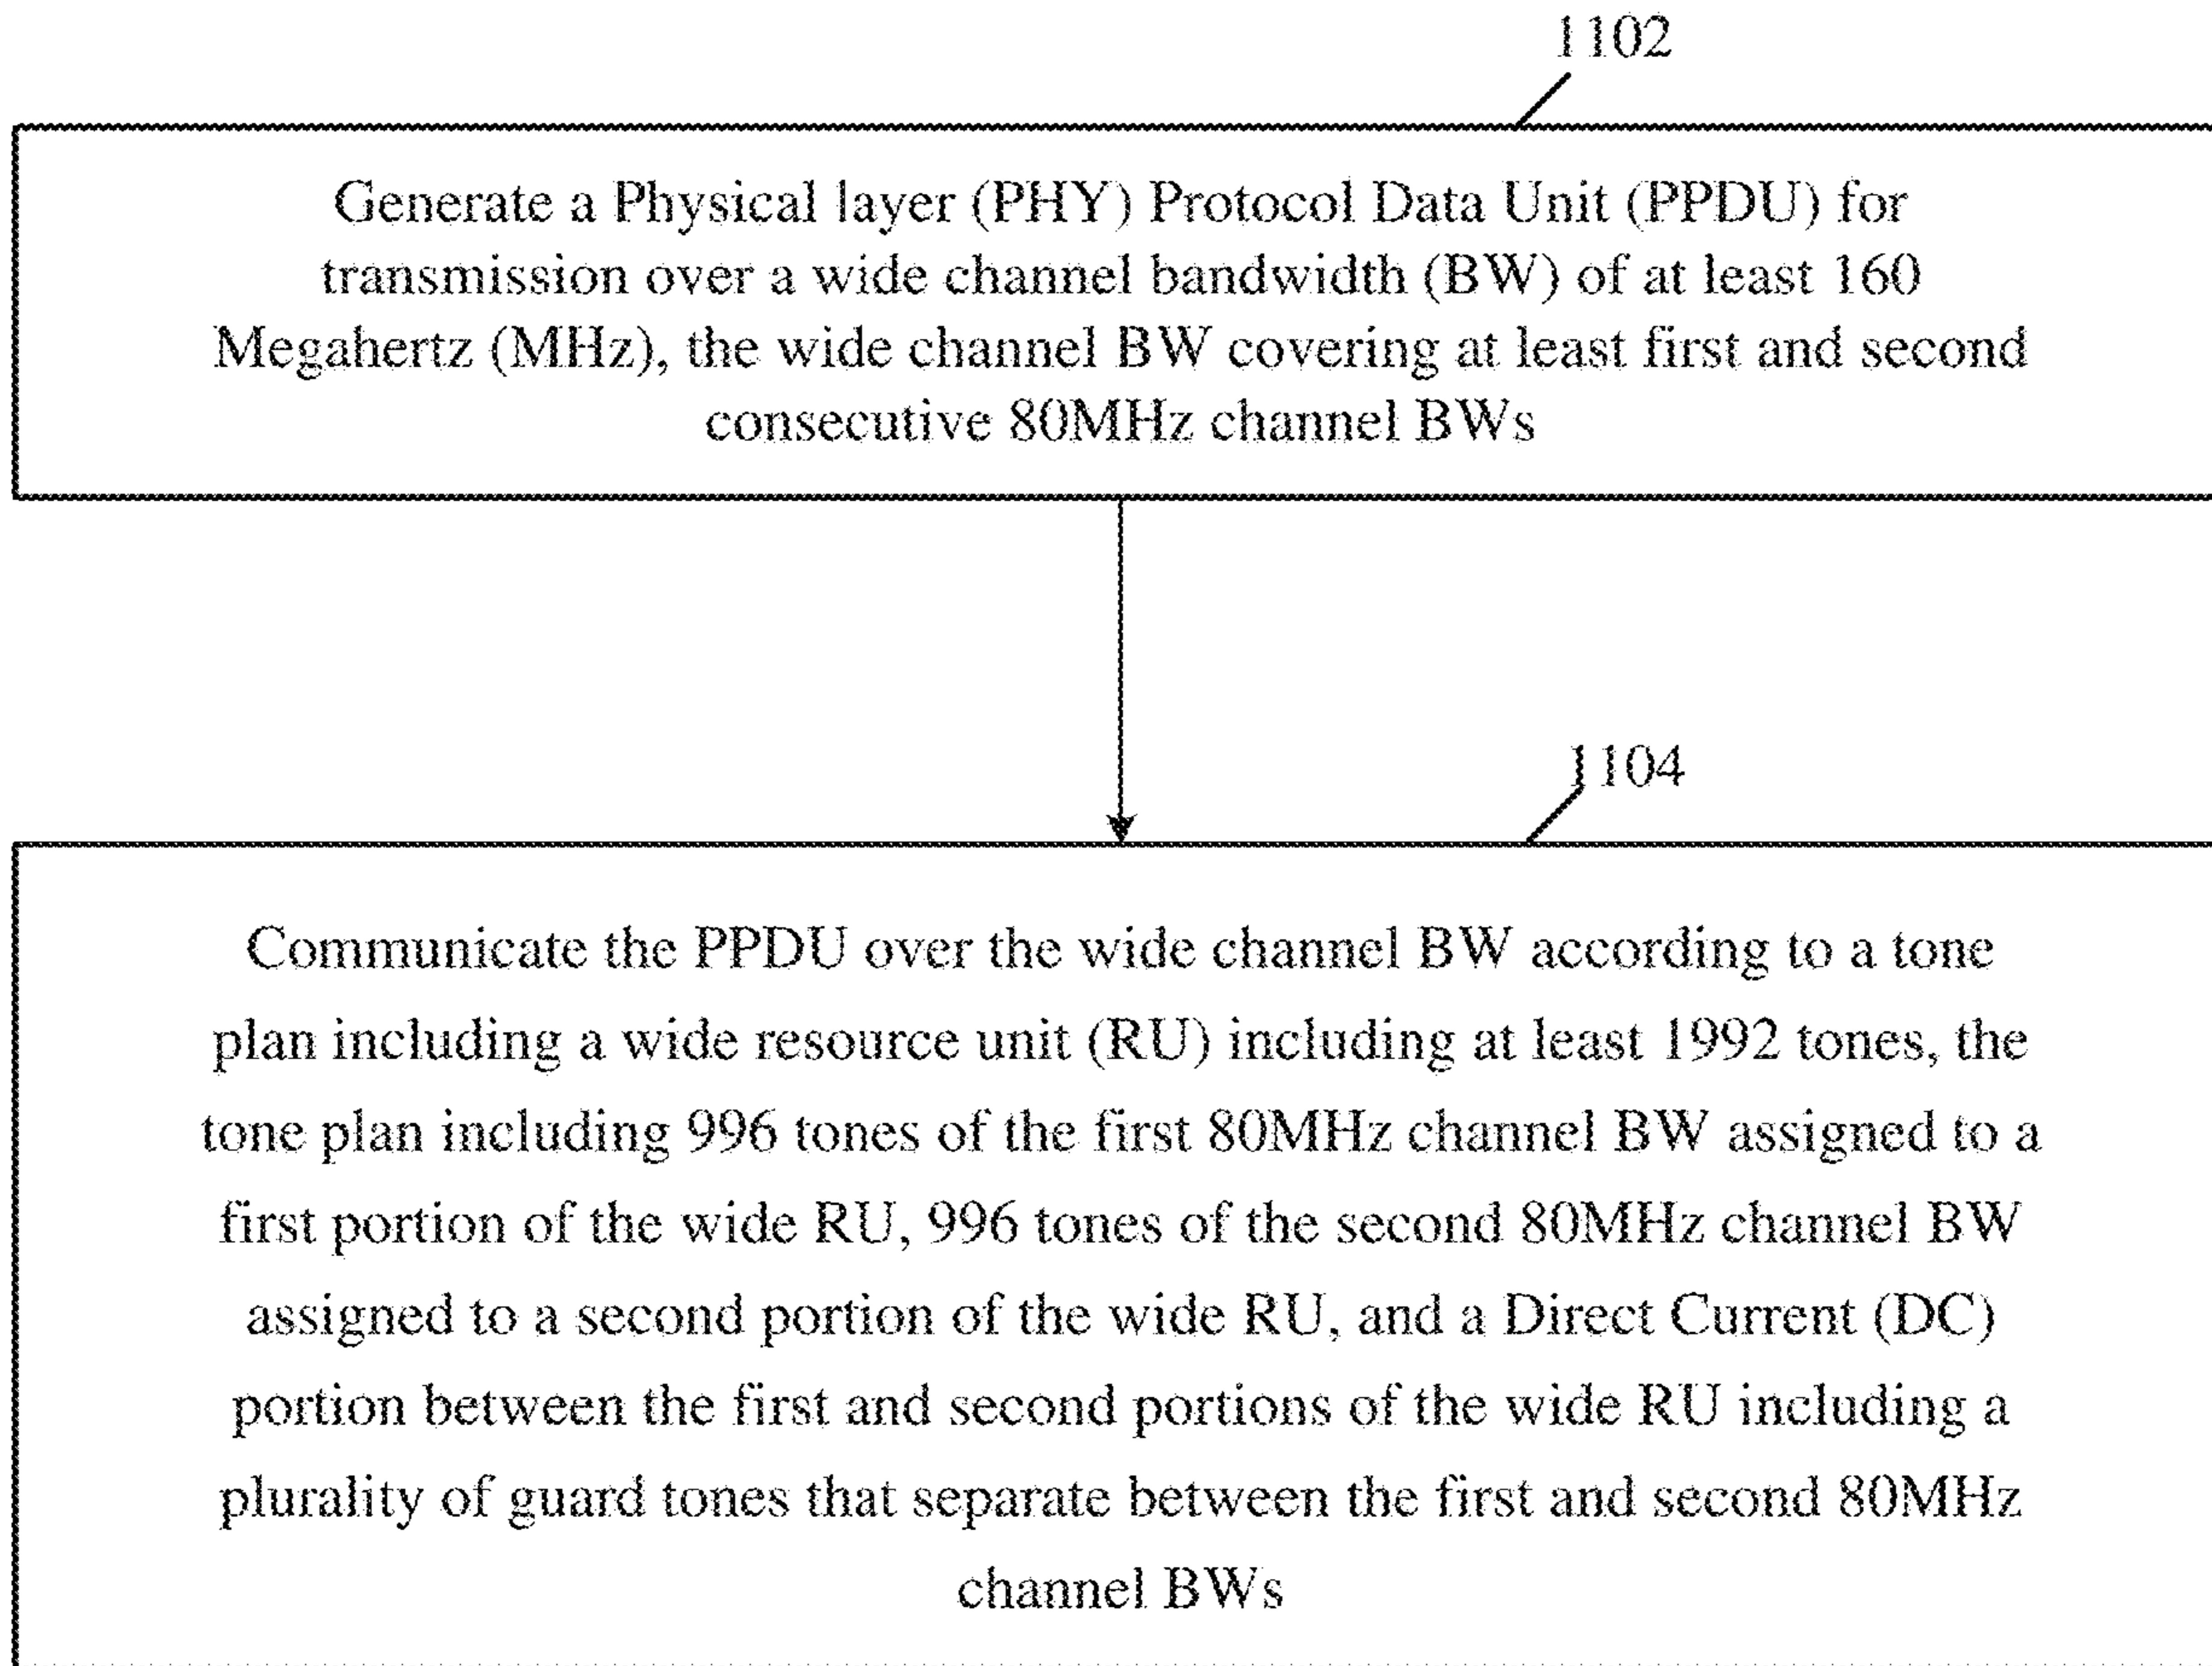 1102
Generate a Physical layer (PHY) Protocol Data Unit (PPDU) for
transmission over a wide channel bandwidth (BW) of at least 160
Megahertz (MHz), the wide channel BW covering at least first and second
consecutive 80MHz channel BWs
1104
Communicate the PPDU over the wide channel BW according to a tone
plan including a wide resource unit (RU) including at least 1992 tones, the
tone plan including 996 tones of the first 80MHz channel BW assigned to a
first portion of the wide RU, 996 tones of the second 80MHz channel BW
assigned to a second portion of the wide RU, and a Direct Current (DC)
portion between the first and second portions of the wide RU including a
plurality of guard tones that separate between the first and second 80MHz
channel BWs